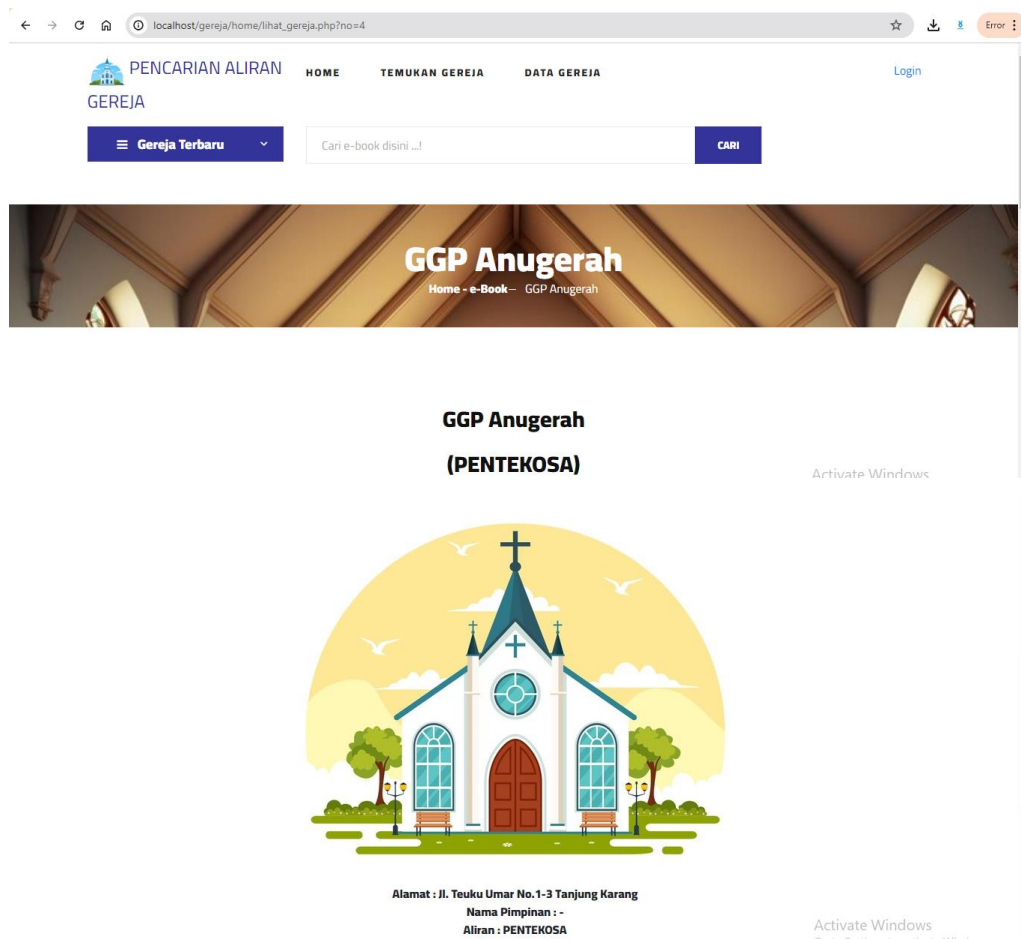 localhost/gereja/home/lihat_gereja.php?no=4
Error
PENCARIAN ALIRAN
GEREJA
HOME TEMUKAN GEREJA DATA GEREJA
Login
Gereja Terbaru
Cari e-book disini ...!
CARI
GGP Anugerah
Home - e-Book – GGP Anugerah
GGP Anugerah
(PENTEKOSA)
Activate Windows
Alamat : Jl. Teuku Umar No.1-3 Tanjung Karang
Nama Pimpinan : -
Aliran : PENTEKOSA
Activate Windows